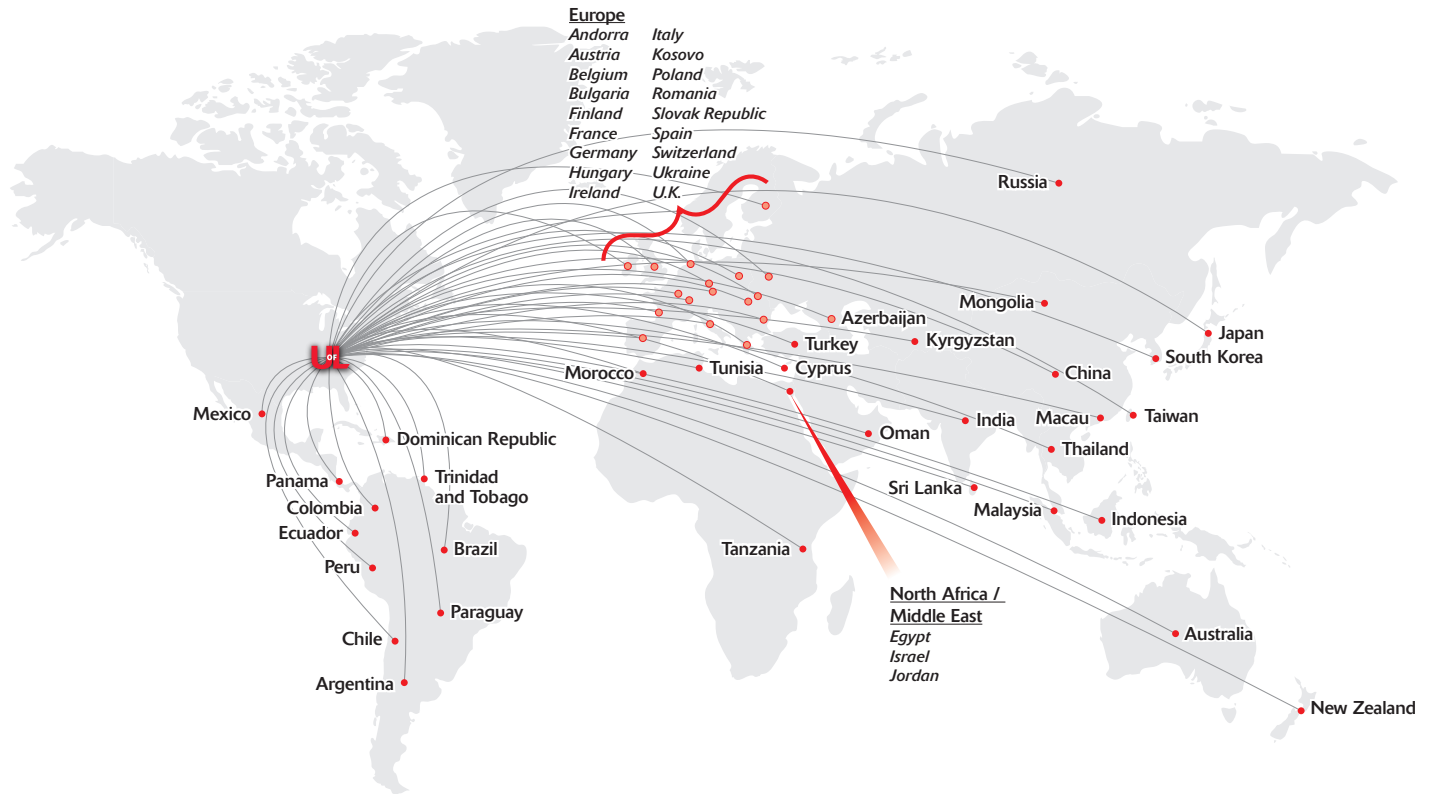 Europe
Andorra Italy
Austria Kosovo
Belgium Poland
Bulgaria Romania
Finland Slovak Republic
France Spain
Germany Switzerland
Hungary Ukraine
Ireland U.K.
Russia
Mongolia
Azerbaijan
Japan
Kyrgyzstan
Turkey
South Korea
UL
OF
Morocco
Tunisia
Cyprus
China
Mexico
India
Macau
Taiwan
Dominican Republic
Oman
Thailand
Panama
Trinidad
and Tobago
Sri Lanka
Colombia
Malaysia
Indonesia
Ecuador
Brazil
Tanzania
Peru
North Africa /
Middle East
Egypt
Israel
Jordan
Paraguay
Chile
Australia
Argentina
New Zealand